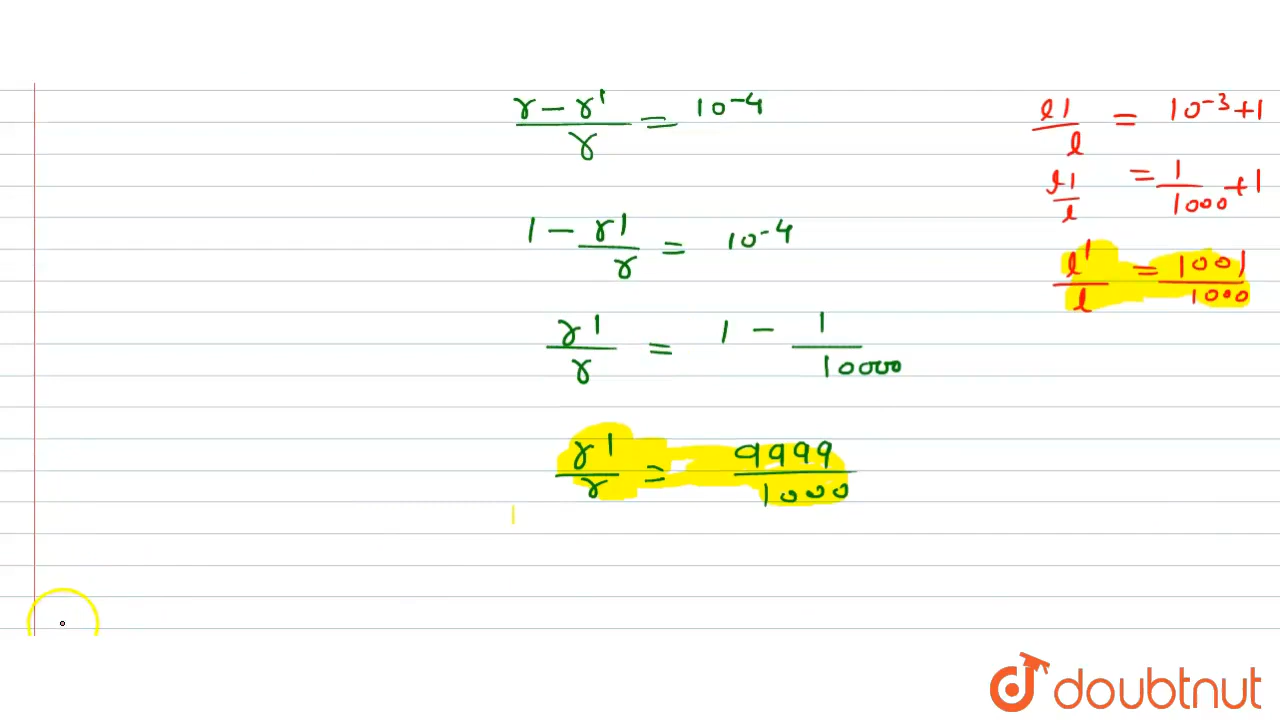 r - r' / r = 10^-4
1 - r' / r = 10^-4
r' / r = 1 - 1 / 10000
r' / r = 9999 / 1000
l' / l = 10^-3 + 1
l' / l = 1 / 1000 + 1
l' / l = 1001 / 1000
doubtnut